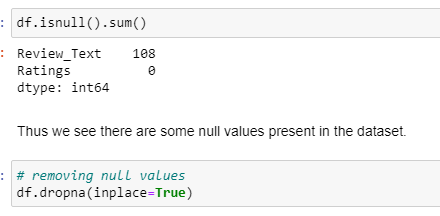 : df.isnull().sum()
: Review_Text    108
Ratings          0
dtype: int64
Thus we see there are some null values present in the dataset.
: # removing null values
df.dropna(inplace=True)